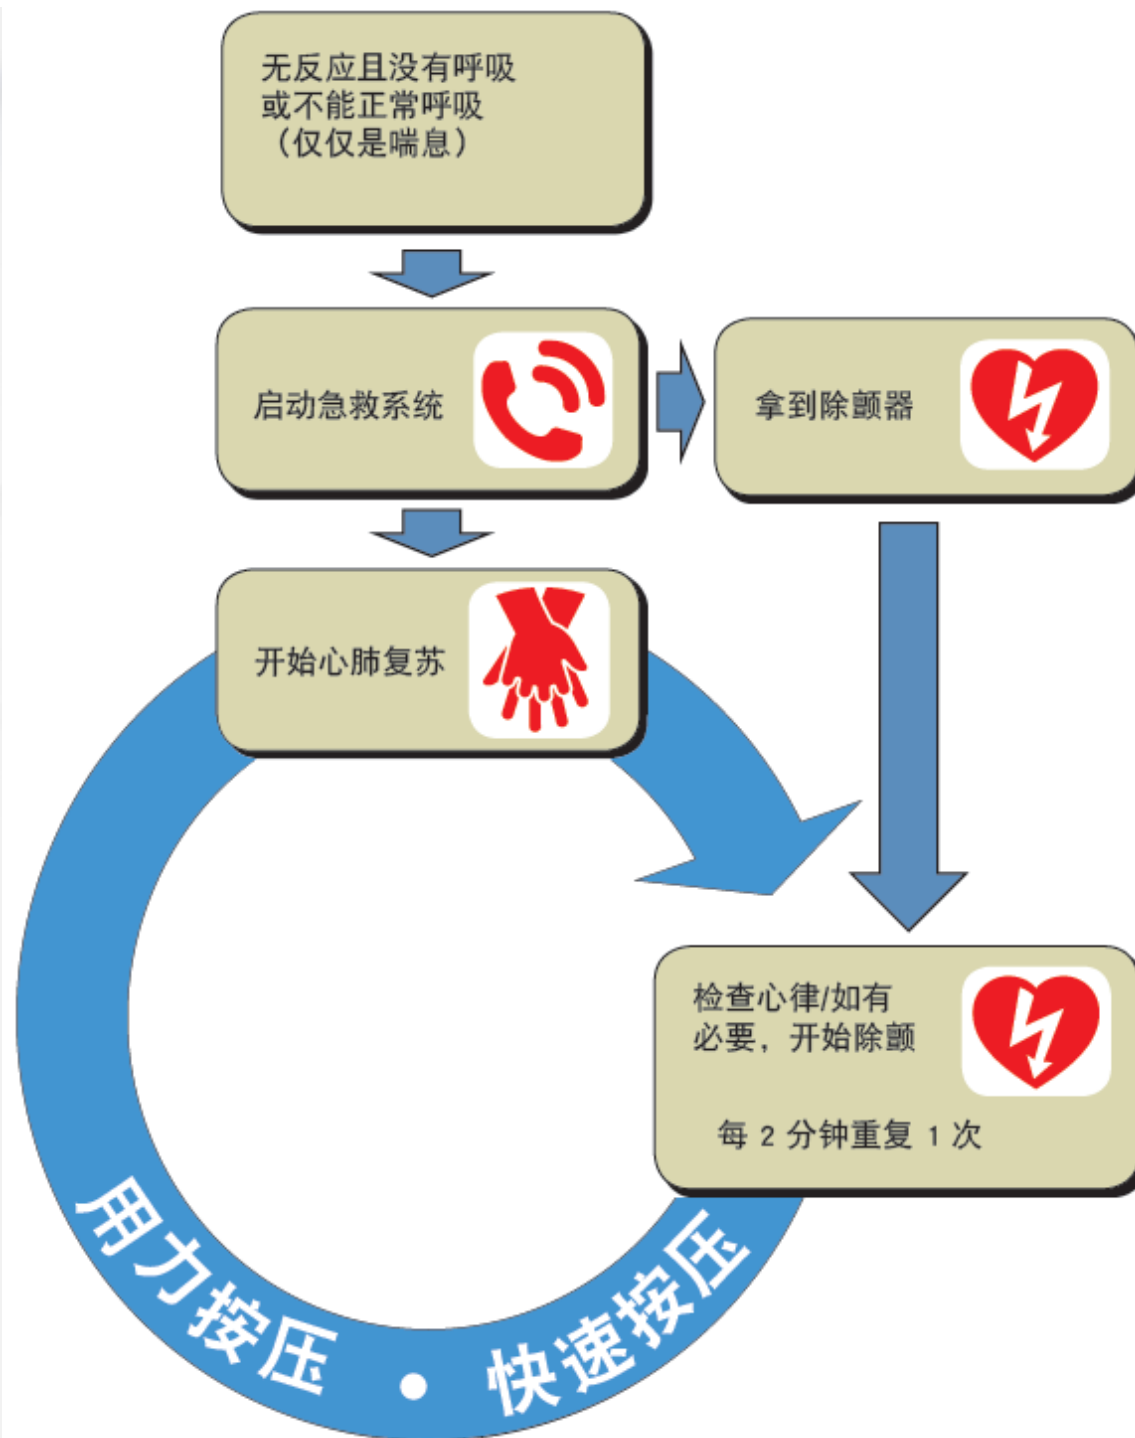 无反应且没有呼吸
或不能正常呼吸
（仅仅是喘息）
启动急救系统
拿到除颤器
开始心肺复苏
检查心律/如有
必要，开始除颤
每 2 分钟重复 1 次
用力按压 • 快速按压